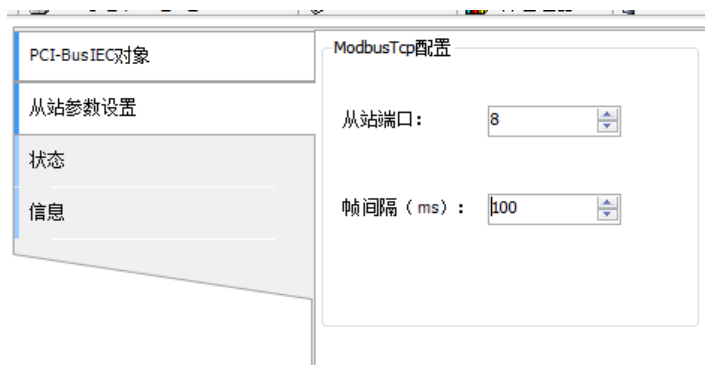 PCI-BusIEC对象
从站参数设置
状态
信息
ModbusTcp配置
从站端口： 8
帧间隔（ms）： 100